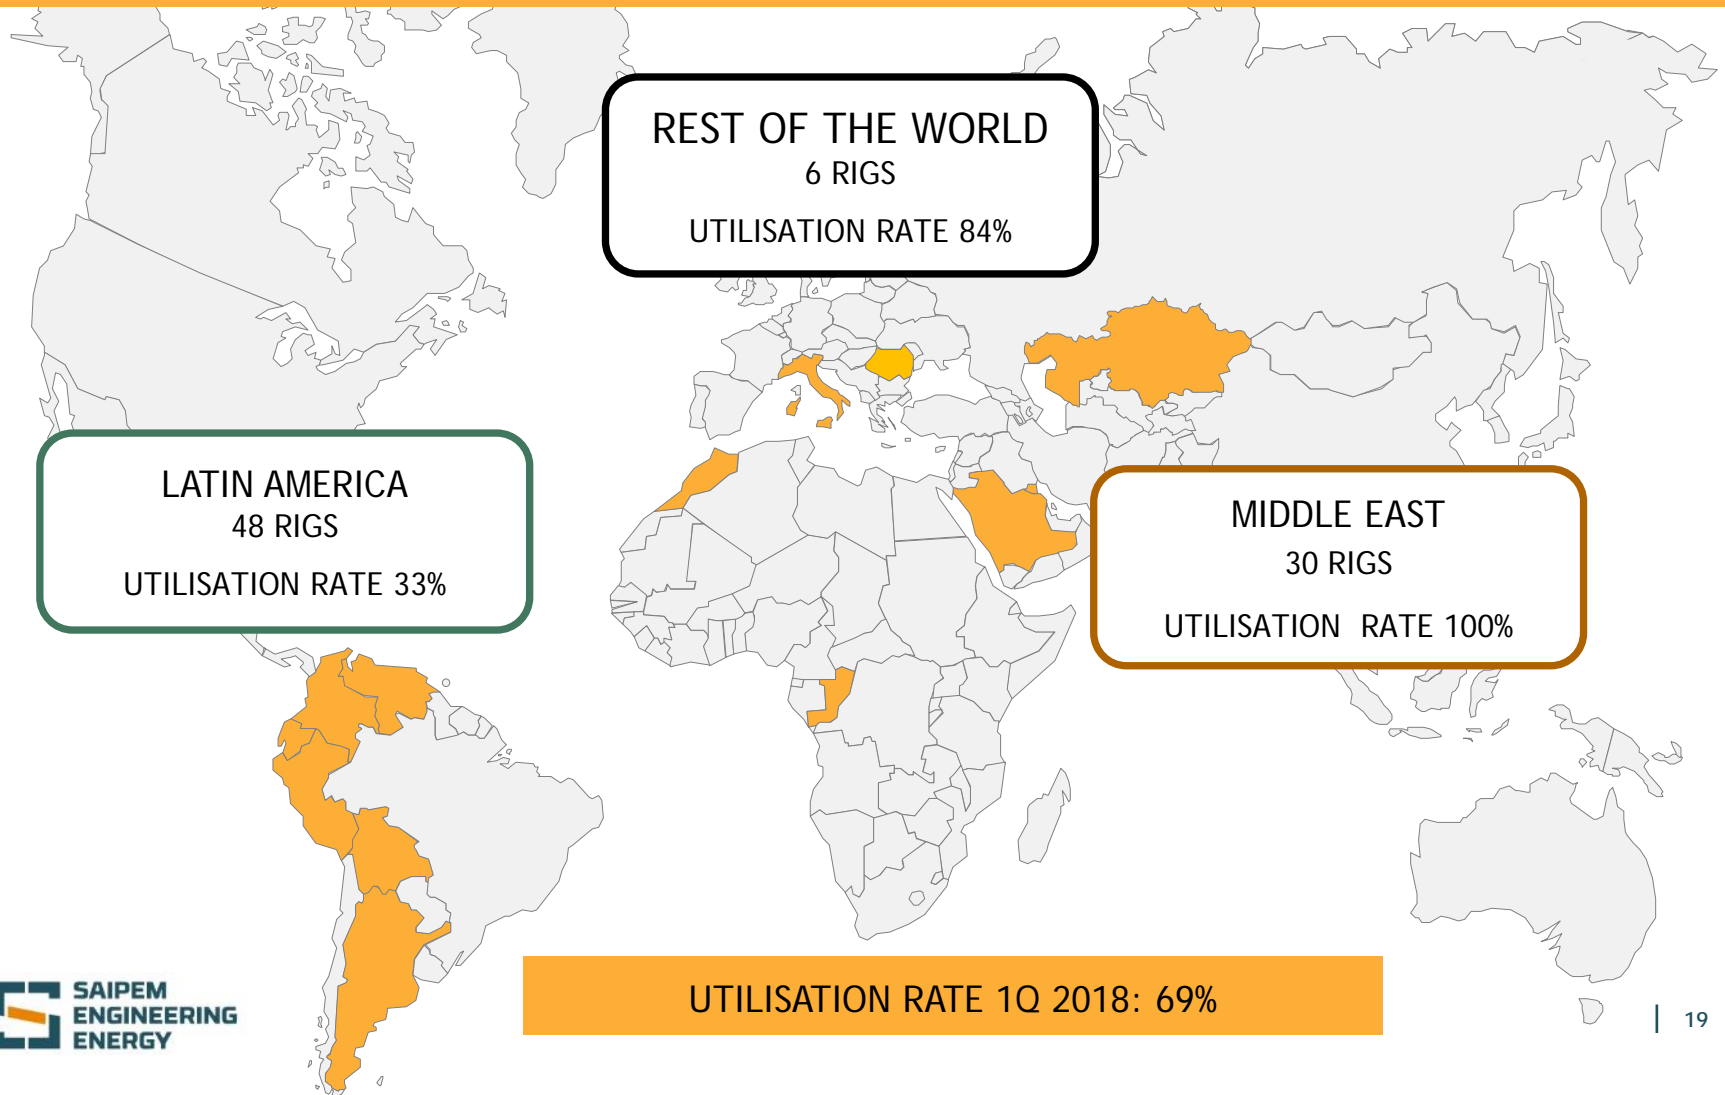 REST OF THE WORLD
6 RIGS
UTILISATION RATE 84%
LATIN AMERICA
48 RIGS
UTILISATION RATE 33%
MIDDLE EAST
30 RIGS
UTILISATION RATE 100%
UTILISATION RATE 1Q 2018: 69%
SAIPEM
ENGINEERING
ENERGY
19